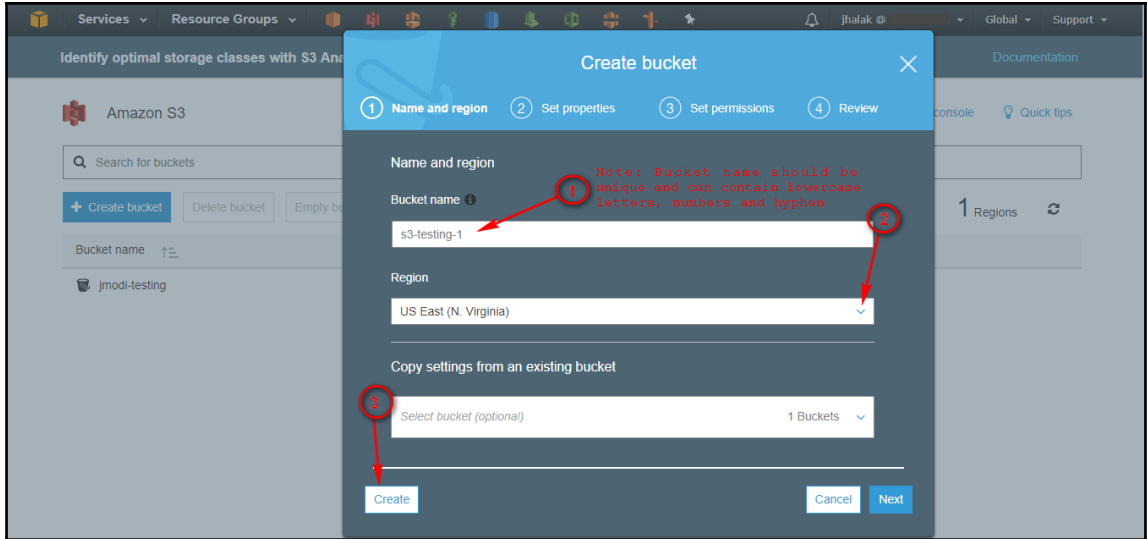 Services Resource Groups jhalak @ Global Support
Identify optimal storage classes with S3 Ana Documentation
Create bucket
1 Name and region 2 Set properties 3 Set permissions 4 Review
Amazon S3 console Quick tips
Search for buckets
Name and region
Note: Bucket name should be
unique and can contain lowercase
letters, numbers and hyphen
1
Bucket name
+ Create bucket Delete bucket Empty bu 1 Regions
2
s3-testing-1
Bucket name
Region
jmodi-testing
US East (N. Virginia)
Copy settings from an existing bucket
3
Select bucket (optional) 1 Buckets
Create Cancel Next